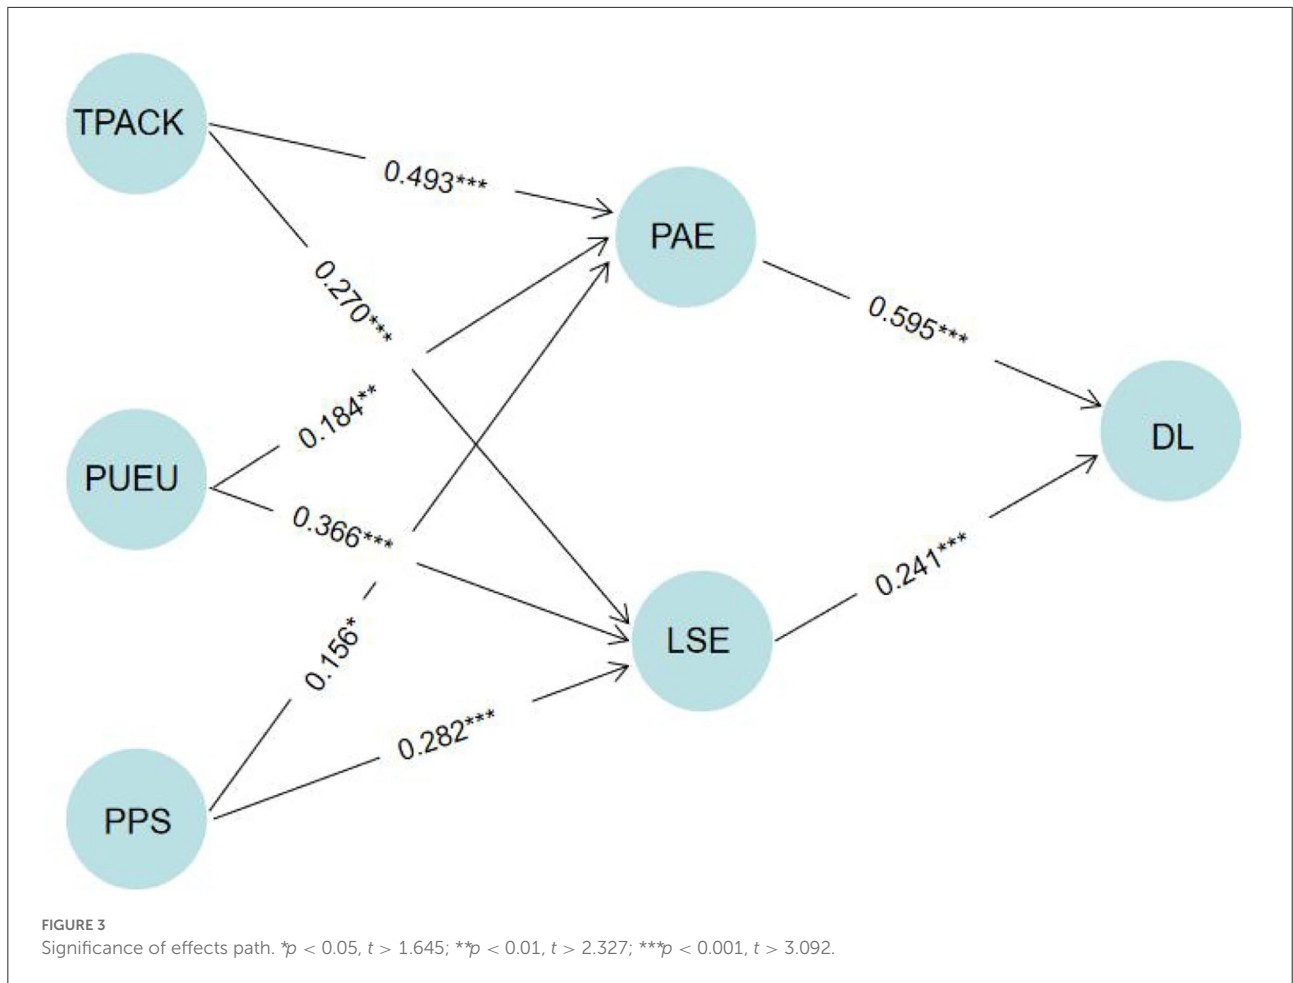 TPACK
0.493***
PAE
0.270***
0.595***
0.184**
DL
PUEU
0.366***
0.241***
0.156*
LSE
0.282***
PPS
FIGURE 3
Significance of effects path. *p < 0.05, t > 1.645; **p < 0.01, t > 2.327; ***p < 0.001, t > 3.092.